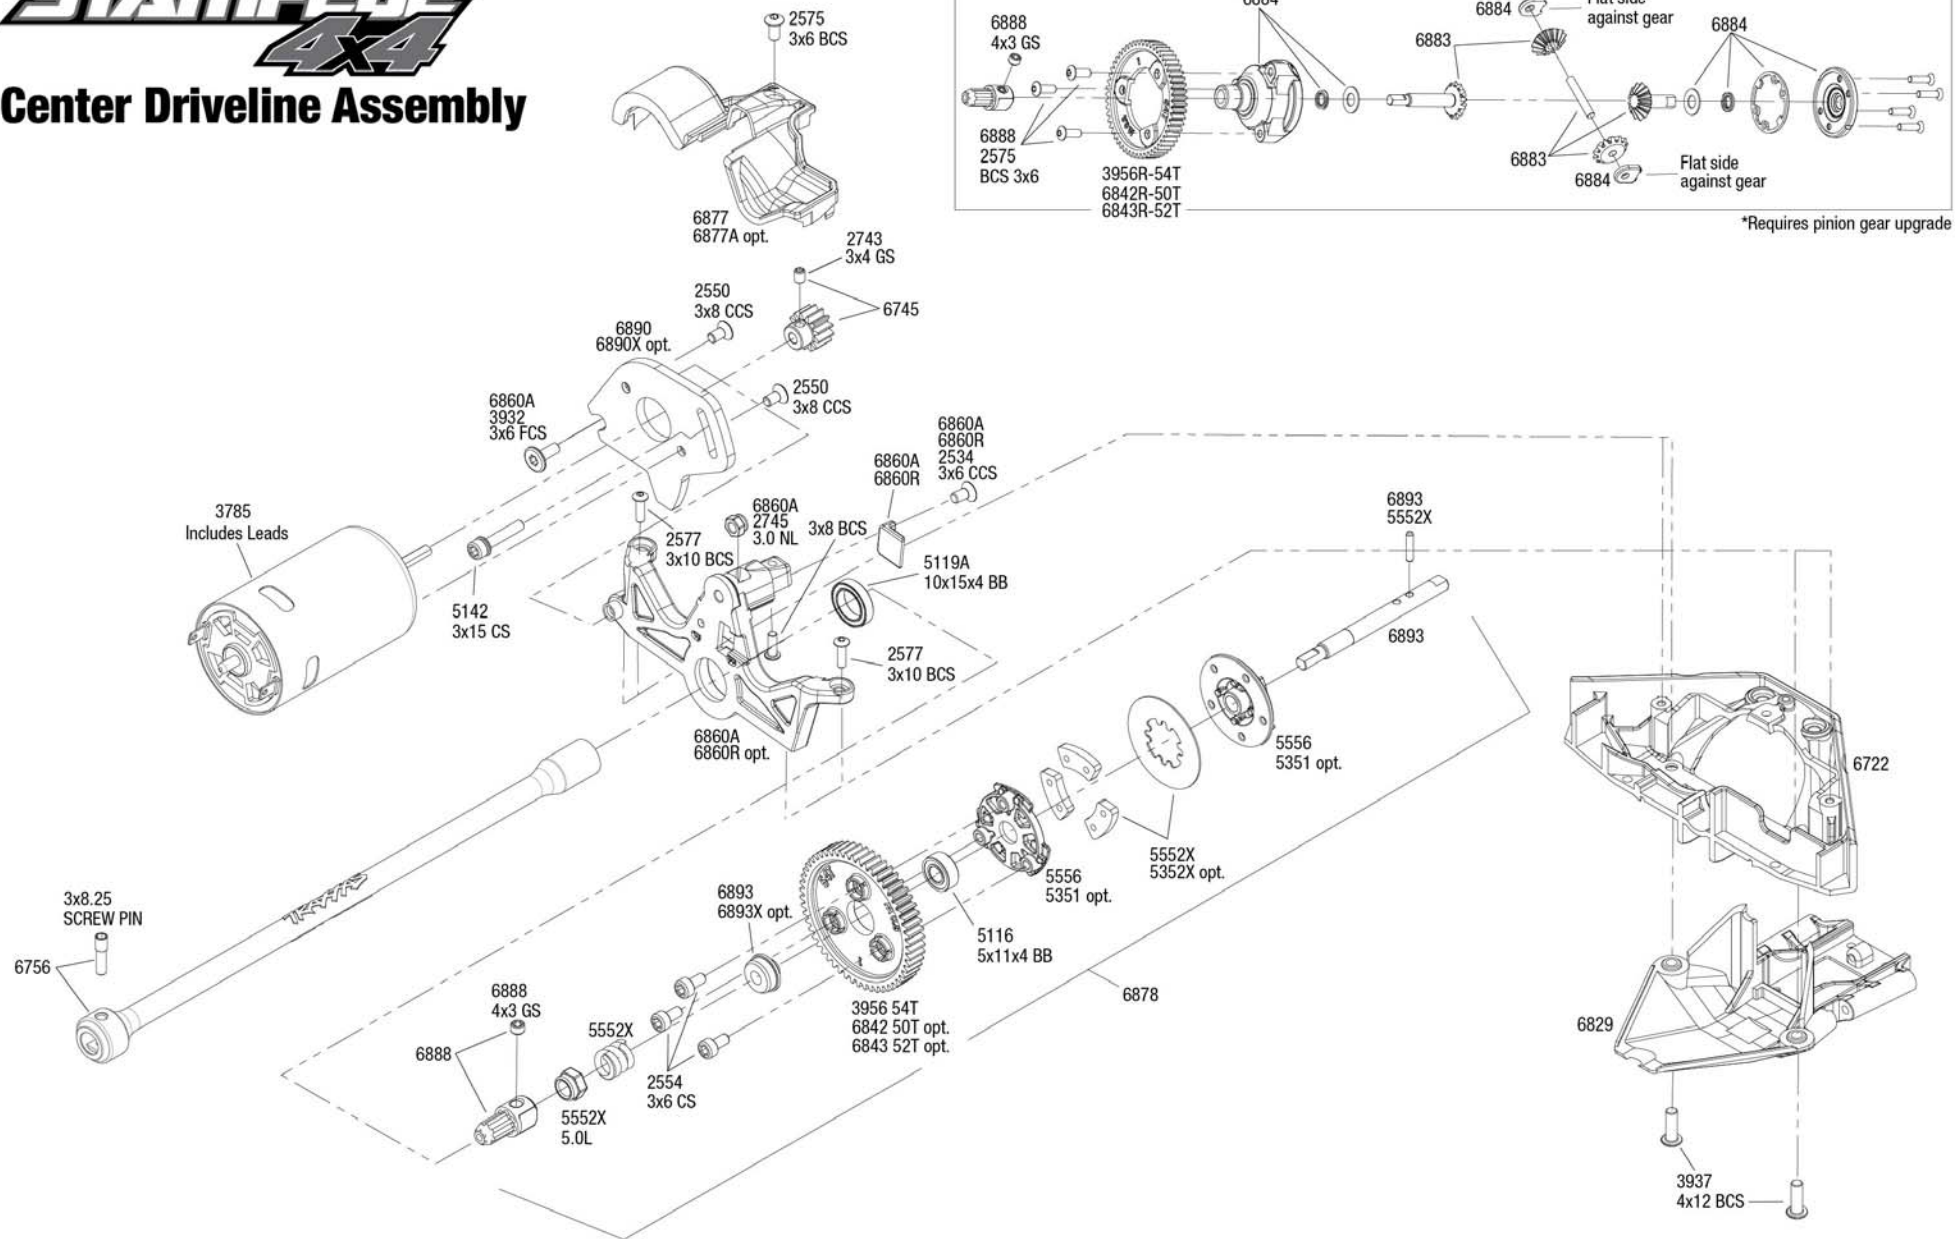 STAMPEDE
4x4
Center Driveline Assembly
2575
3x6 BCS
6877
6877A opt.
2743
3x4 GS
6745
2550
3x8 CCS
6890
6890X opt.
2550
3x8 CCS
6860A
3932
3x6 FCS
3785
Includes Leads
5142
3x15 CS
2577
3x10 BCS
6860A
2745
3.0 NL
3x8 BCS
6860A
6860R
6860A
6860R
2534
3x6 CCS
5119A
10x15x4 BB
2577
3x10 BCS
6860A
6860R opt.
6888
4x3 GS
6888
2575
BCS 3x6
3956R-54T
6842R-50T
6843R-52T
6884
6883
6884
against gear
6884
6883
6884
Flat side
against gear
*Requires pinion gear upgrade
6893
5552X
6893
5556
5351 opt.
5552X
5352X opt.
5556
5351 opt.
5116
5x11x4 BB
6893
6893X opt.
3956 54T
6842 50T opt.
6843 52T opt.
6878
3x8.25
SCREW PIN
6756
TRAXXAS
6888
4x3 GS
6888
5552X
5552X
5.0L
2554
3x6 CS
6722
6829
3937
4x12 BCS